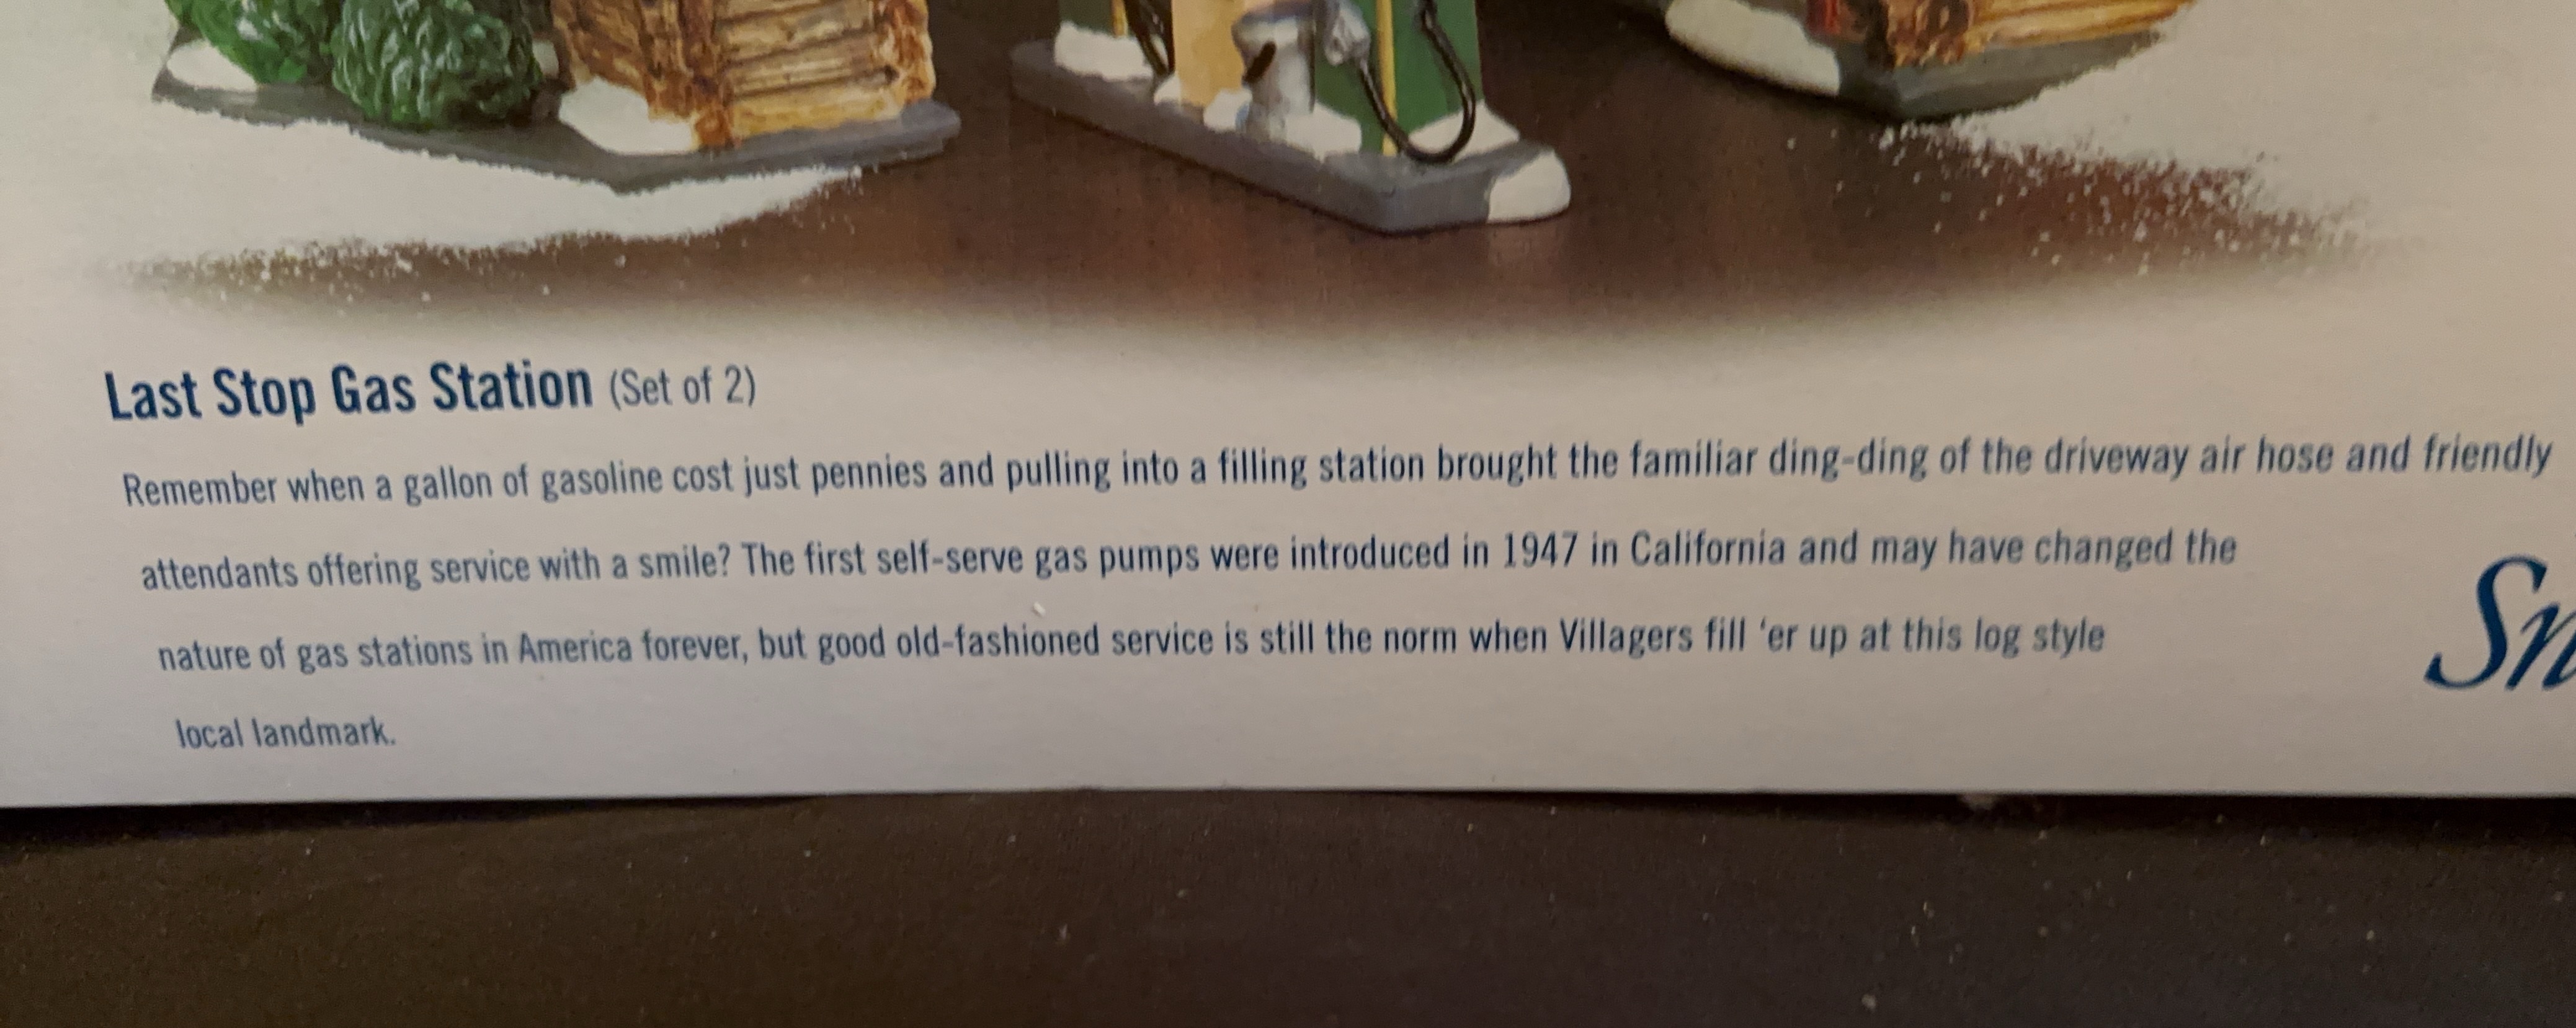 Last Stop Gas Station (Set of 2)
Remember when a gallon of gasoline cost just pennies and pulling into a filling station brought the familiar ding-ding of the driveway air hose and friendly
attendants offering service with a smile? The first self-serve gas pumps were introduced in 1947 in California and may have changed the
nature of gas stations in America forever, but good old-fashioned service is still the norm when Villagers fill ‘er up at this log style
local landmark.